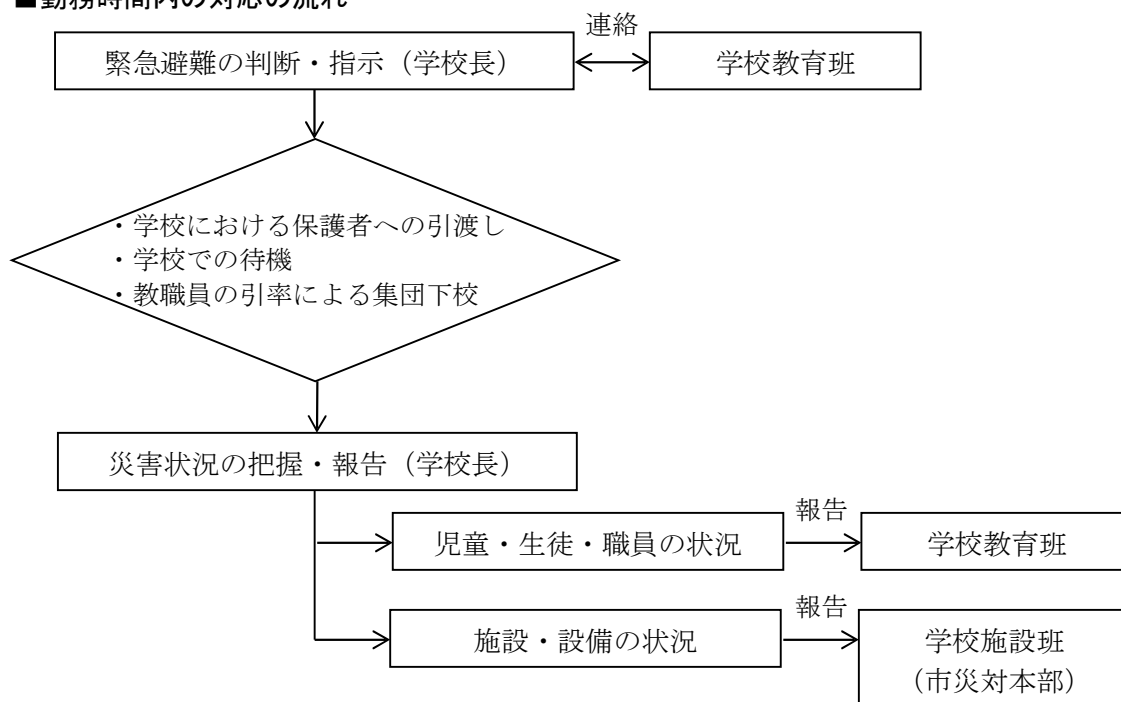 ■勤務時間内の対応の流れ
連絡
緊急避難の判断・指示（学校長）
学校教育班
・学校における保護者への引渡し
・学校での待機
・教職員の引率による集団下校
災害状況の把握・報告（学校長）
児童・生徒・職員の状況
報告
学校教育班
施設・設備の状況
報告
学校施設班
（市災対本部）